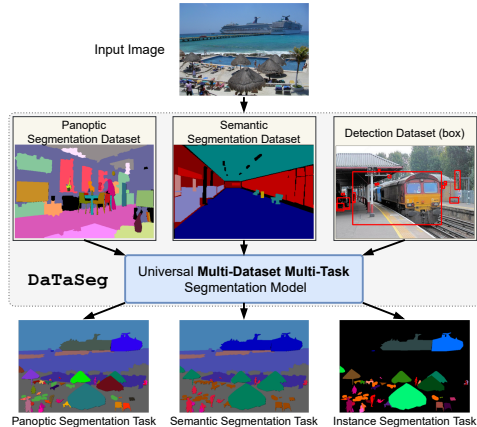 Input Image
Panoptic
Segmentation Dataset
Semantic
Segmentation Dataset
Detection Dataset (box)
DaTaSeg
Universal Multi-Dataset Multi-Task
Segmentation Model
Panoptic Segmentation Task
Semantic Segmentation Task
Instance Segmentation Task